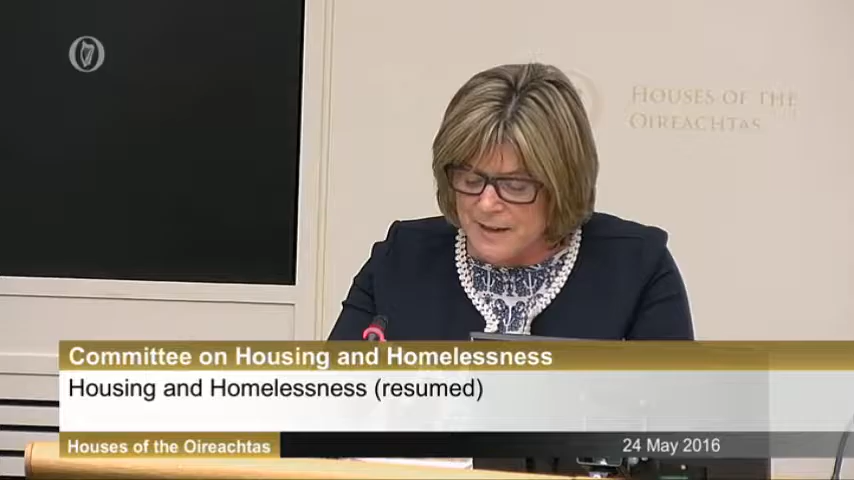 HOUSES OF THE
OIREACHTAS
Committee on Housing and Homelessness
Housing and Homelessness (resumed)
Houses of the Oireachtas
24 May 2016